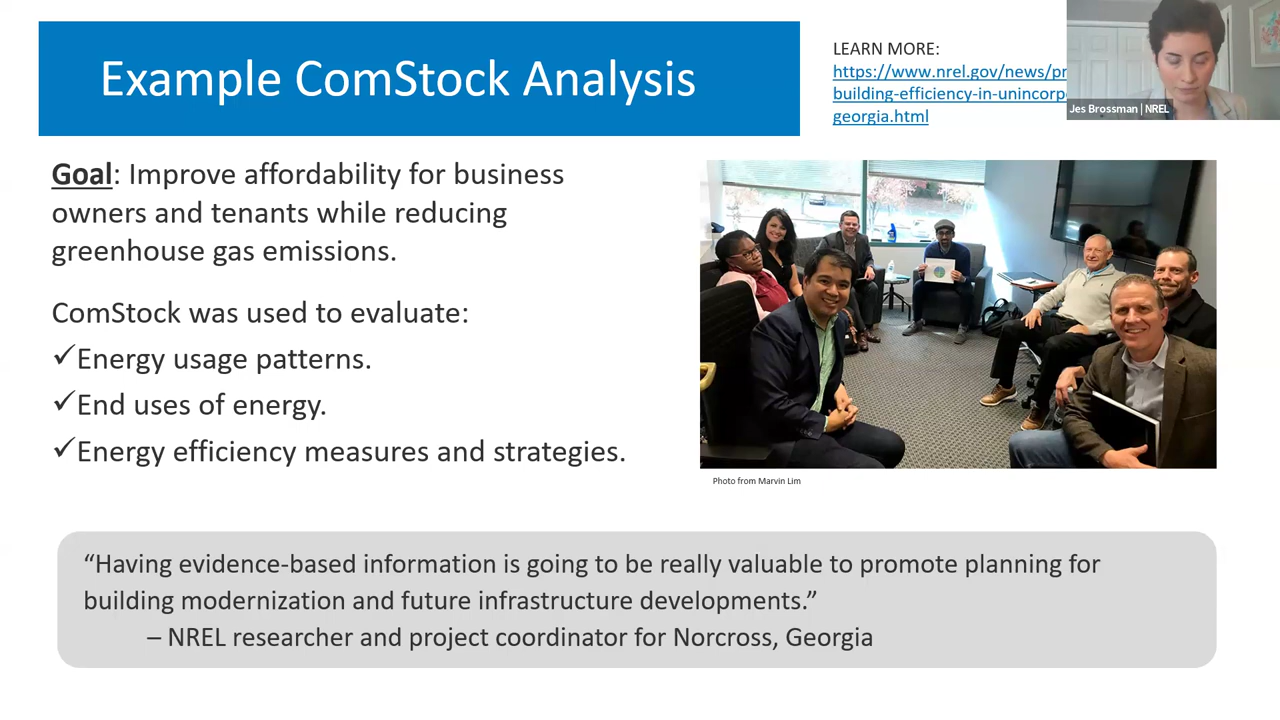 Example ComStock Analysis
LEARN MORE:
https://www.nrel.gov/news/pr
building-efficiency-in-unincorp
georgia.html
Jes Brossman | NREL
Goal: Improve affordability for business
owners and tenants while reducing
greenhouse gas emissions.
ComStock was used to evaluate:
✓Energy usage patterns.
✓End uses of energy.
✓Energy efficiency measures and strategies.
Photo from Marvin Lim
“Having evidence-based information is going to be really valuable to promote planning for
building modernization and future infrastructure developments.”
– NREL researcher and project coordinator for Norcross, Georgia